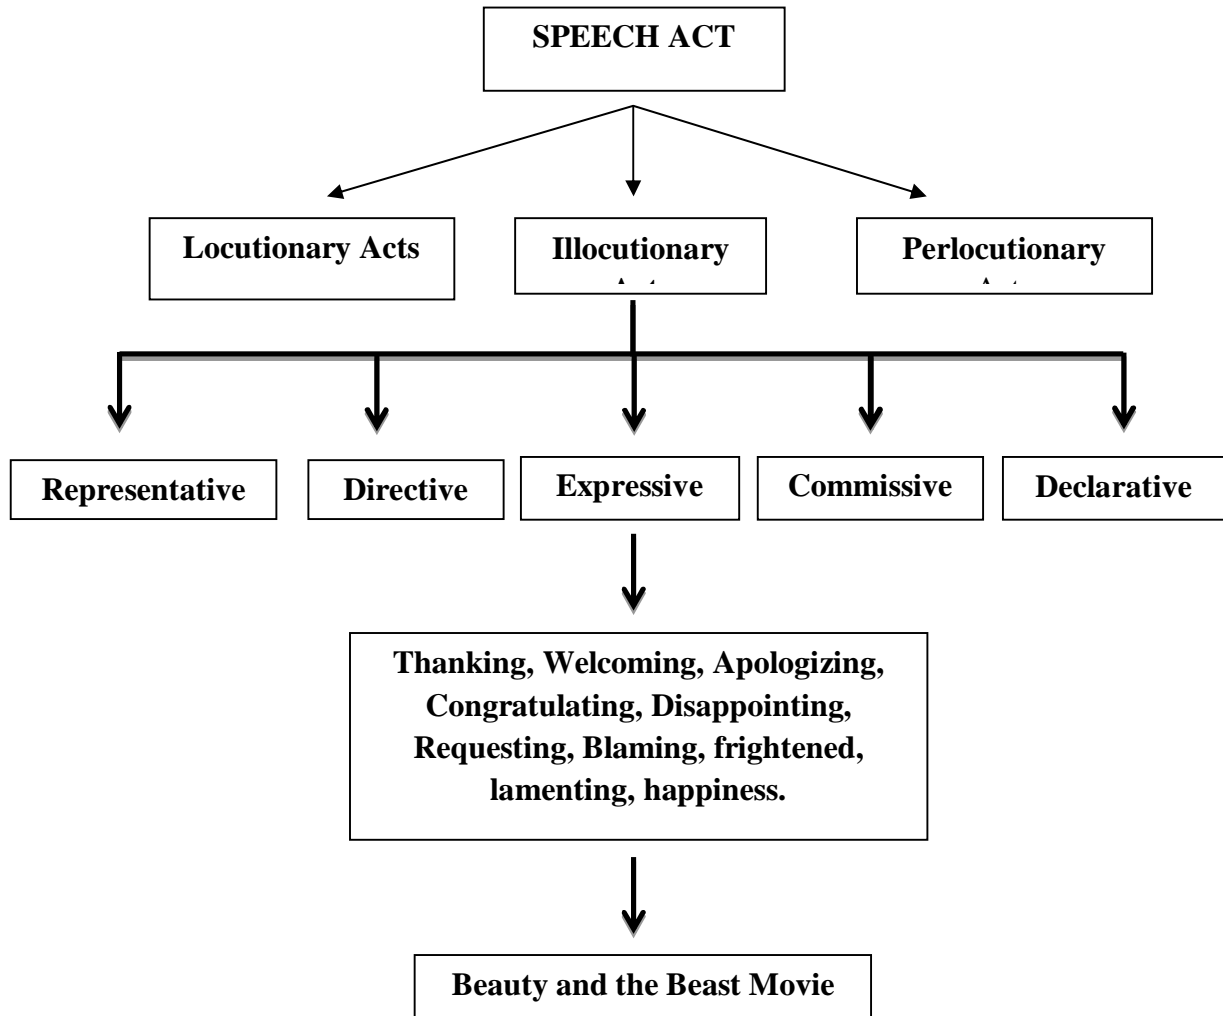 SPEECH ACT
Locutionary Acts
Illocutionary
Perlocutionary
Representative
Directive
Expressive
Commissive
Declarative
Thanking, Welcoming, Apologizing,
Congratulating, Disappointing,
Requesting, Blaming, frightened,
lamenting, happiness.
Beauty and the Beast Movie